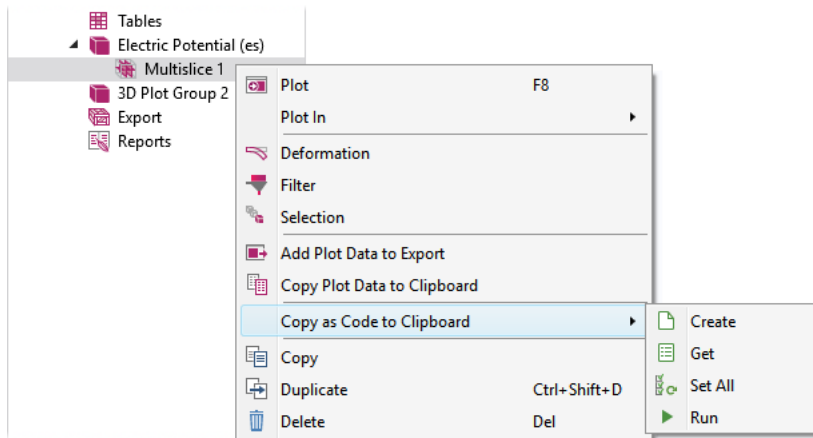 Tables
Electric Potential (es)
Multislice 1
3D Plot Group 2
Export
Reports
Plot F8
Plot In
Deformation
Filter
Selection
Add Plot Data to Export
Copy Plot Data to Clipboard
Copy as Code to Clipboard
Copy
Duplicate Ctrl+Shift+D
Delete Del
Create
Get
Set All
Run